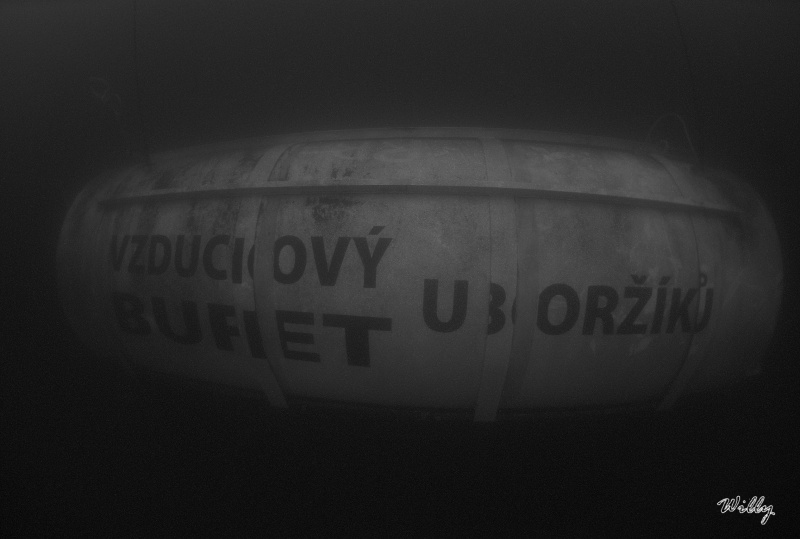 VZDUCHOVÝ
BUFET
U BORŽÍKŮ
Willy